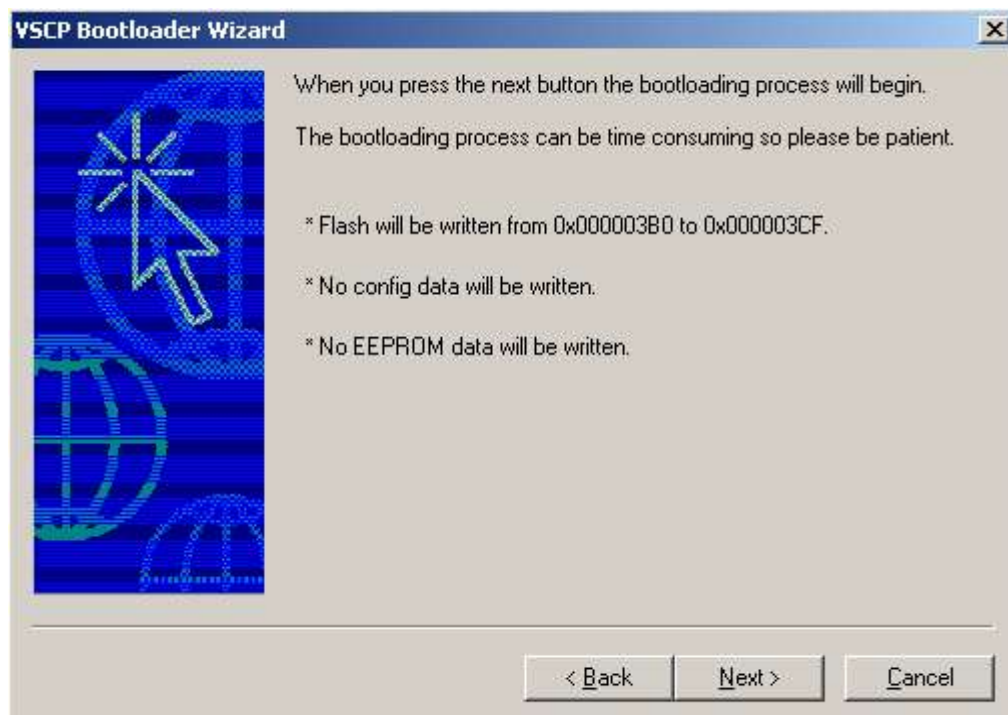 VSCP Bootloader Wizard
When you press the next button the bootloading process will begin.
The bootloading process can be time consuming so please be patient.
* Flash will be written from 0x000003B0 to 0x000003CF.
* No config data will be written.
* No EEPROM data will be written.
< Back Next > Cancel